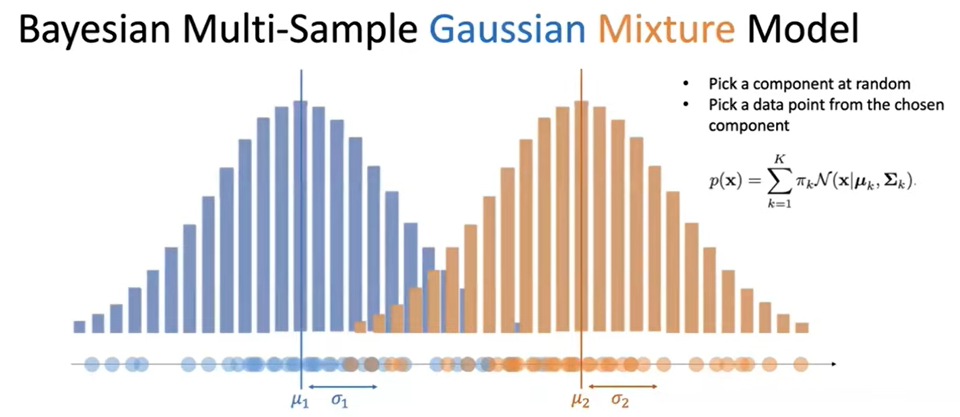 Bayesian Multi-Sample Gaussian Mixture Model
• Pick a component at random
• Pick a data point from the chosen
component
p(x) = ∑_{k=1}^{K} π_k 𝒩(x|μ_k, Σ_k).
μ₁ σ₁ μ₂ σ₂